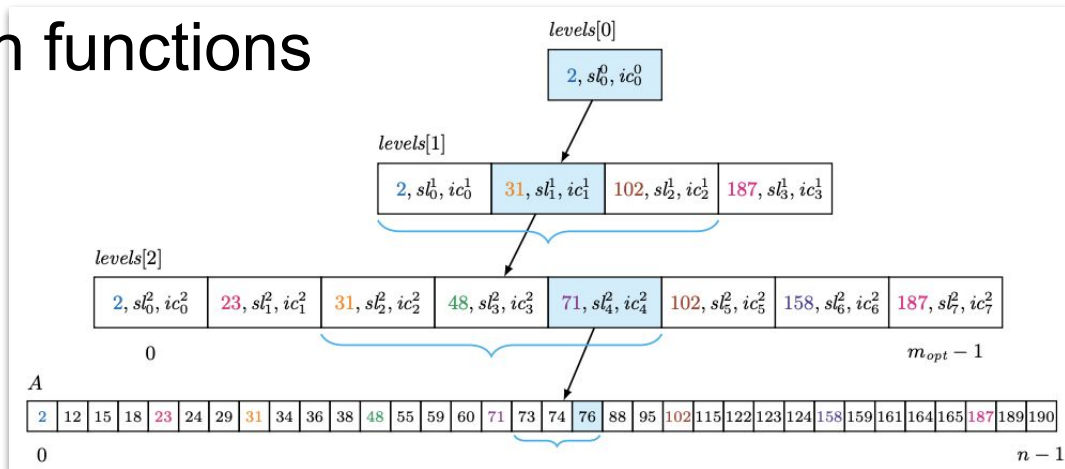 n functions
levels[0]
2, sl_0^0, ic_0^0
levels[1]
2, sl_0^1, ic_0^1 31, sl_1^1, ic_1^1 102, sl_2^1, ic_2^1 187, sl_3^1, ic_3^1
levels[2]
2, sl_0^2, ic_0^2 23, sl_1^2, ic_1^2 31, sl_2^2, ic_2^2 48, sl_3^2, ic_3^2 71, sl_4^2, ic_4^2 102, sl_5^2, ic_5^2 158, sl_6^2, ic_6^2 187, sl_7^2, ic_7^2
0 m_opt − 1
A
2 12 15 18 23 24 29 31 34 36 38 48 55 59 60 71 73 74 76 88 95 102 115 122 123 124 158 159 161 164 165 187 189 190
0 n − 1